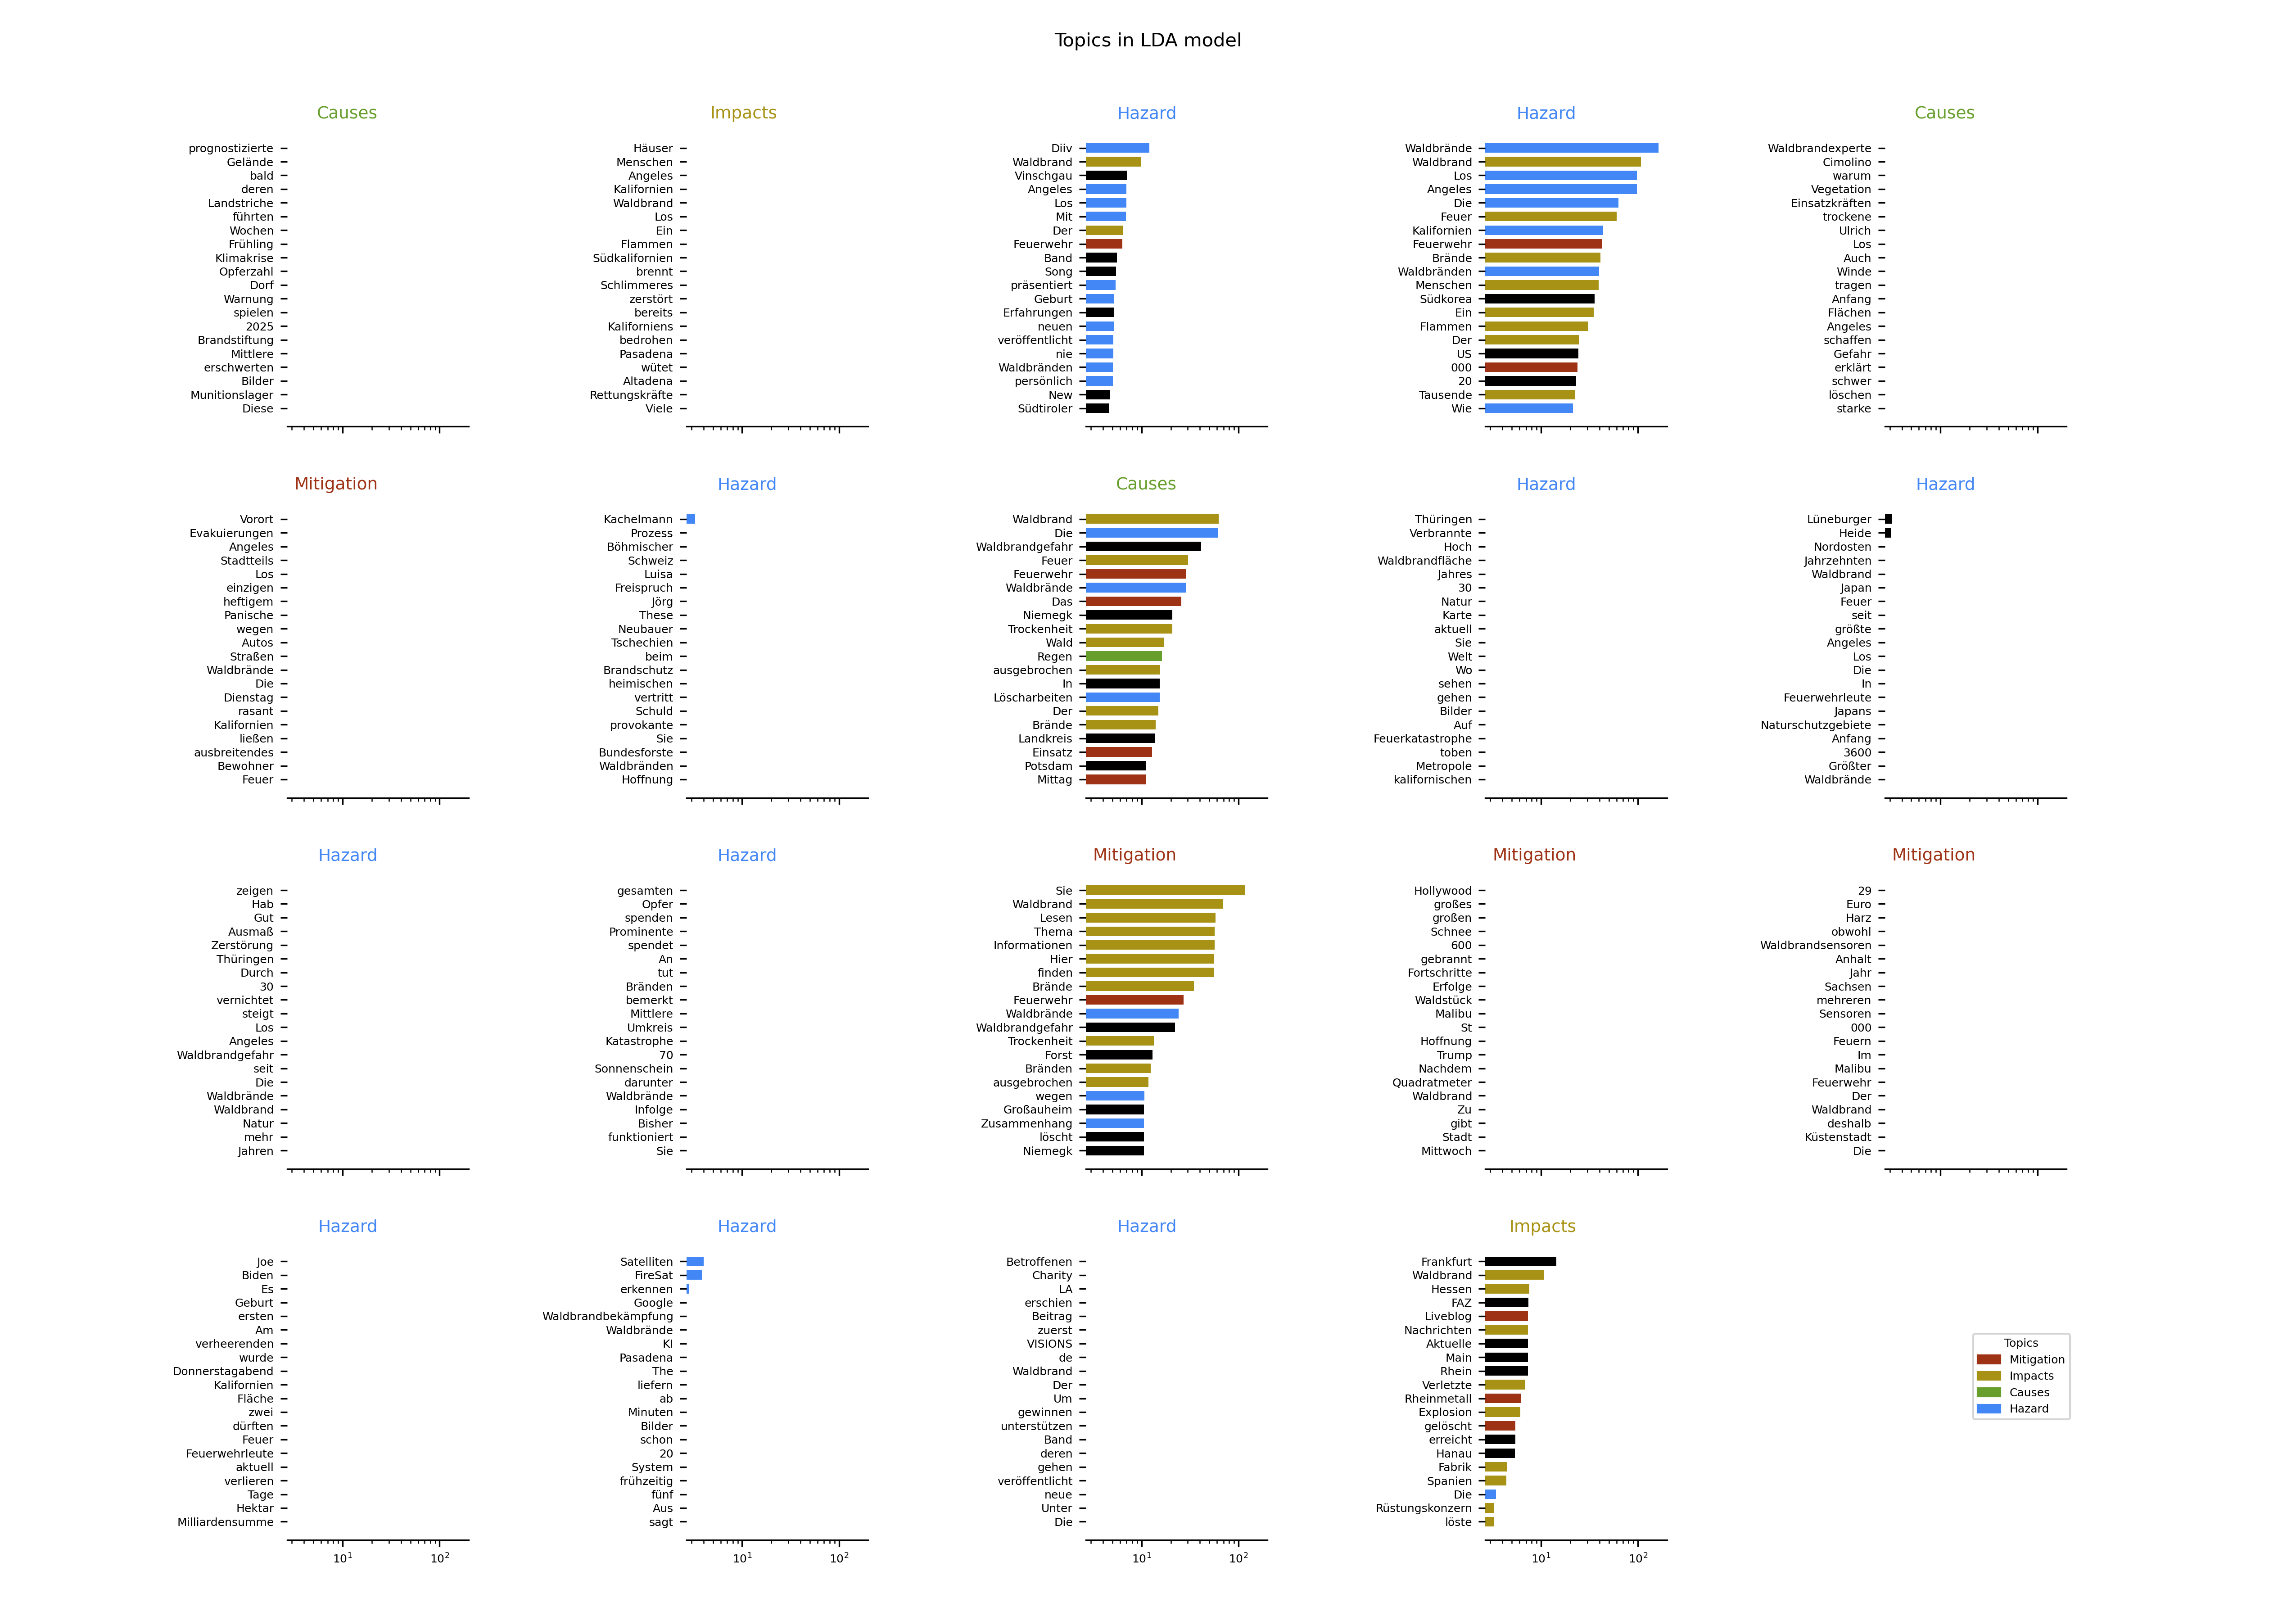 Topics in LDA model
Causes
prognostizierte
Gelände
bald
deren
Landstriche
führten
Wochen
Frühling
Klimakrise
Opferzahl
Dorf
Warnung
spielen
2025
Brandstiftung
Mittlere
erschwerten
Bilder
Munitionslager
Diese
Impacts
Häuser
Menschen
Angeles
Kalifornien
Waldbrand
Los
Ein
Flammen
Südkalifornien
brennt
Schlimmeres
zerstört
bereits
Kaliforniens
bedrohen
Pasadena
wütet
Altadena
Rettungskräfte
Viele
Hazard
Diiv
Waldbrand
Vinschgau
Angeles
Los
Mit
Der
Feuerwehr
Band
Song
präsentiert
Geburt
Erfahrungen
neuen
veröffentlicht
nie
Waldbränden
persönlich
New
Südtiroler
Hazard
Waldbrände
Waldbrand
Los
Angeles
Die
Feuer
Kalifornien
Feuerwehr
Brände
Waldbränden
Menschen
Südkorea
Ein
Flammen
Der
US
000
20
Tausende
Wie
Causes
Waldbrandexperte
Cimolino
warum
Vegetation
Einsatzkräften
trockene
Ulrich
Los
Auch
Winde
tragen
Anfang
Flächen
Angeles
schaffen
Gefahr
erklärt
schwer
löschen
starke
Mitigation
Vorort
Evakuierungen
Angeles
Stadtteils
Los
einzigen
heftigem
Panische
wegen
Autos
Straßen
Waldbrände
Die
Dienstag
rasant
Kalifornien
ließen
ausbreitendes
Bewohner
Feuer
Hazard
Kachelmann
Prozess
Böhmischer
Schweiz
Luisa
Freispruch
Jörg
These
Neubauer
Tschechien
beim
Brandschutz
heimischen
vertritt
Schuld
provokante
Sie
Bundesforste
Waldbränden
Hoffnung
Causes
Waldbrand
Die
Waldbrandgefahr
Feuer
Feuerwehr
Waldbrände
Das
Niemegk
Trockenheit
Wald
Regen
ausgebrochen
In
Löscharbeiten
Der
Brände
Landkreis
Einsatz
Potsdam
Mittag
Hazard
Thüringen
Verbrannte
Hoch
Waldbrandfläche
Jahres
30
Natur
Karte
aktuell
Sie
Welt
Wo
sehen
gehen
Bilder
Auf
Feuerkatastrophe
toben
Metropole
kalifornischen
Hazard
Lüneburger
Heide
Nordosten
Jahrzehnten
Waldbrand
Japan
Feuer
seit
größte
Angeles
Los
Die
In
Feuerwehrleute
Japans
Naturschutzgebiete
Anfang
3600
Größter
Waldbrände
Hazard
zeigen
Hab
Gut
Ausmaß
Zerstörung
Thüringen
Durch
30
vernichtet
steigt
Los
Angeles
Waldbrandgefahr
seit
Die
Waldbrände
Waldbrand
Natur
mehr
Jahren
Hazard
gesamten
Opfer
spenden
Prominente
spendet
An
tut
Bränden
bemerkt
Mittlere
Umkreis
Katastrophe
70
Sonnenschein
darunter
Waldbrände
Infolge
Bisher
funktioniert
Sie
Mitigation
Sie
Waldbrand
Lesen
Thema
Informationen
Hier
finden
Brände
Feuerwehr
Waldbrände
Waldbrandgefahr
Trockenheit
Forst
Bränden
ausgebrochen
wegen
Großauheim
Zusammenhang
löscht
Niemegk
Mitigation
Hollywood
großes
großen
Schnee
600
gebrannt
Fortschritte
Erfolge
Waldstück
Malibu
St
Hoffnung
Trump
Nachdem
Quadratmeter
Waldbrand
Zu
gibt
Stadt
Mittwoch
Mitigation
29
Euro
Harz
obwohl
Waldbrandsensoren
Anhalt
Jahr
Sachsen
mehreren
Sensoren
000
Feuern
Im
Malibu
Feuerwehr
Der
Waldbrand
deshalb
Küstenstadt
Die
Hazard
Joe
Biden
Es
Geburt
ersten
Am
verheerenden
wurde
Donnerstagabend
Kalifornien
Fläche
zwei
dürften
Feuer
Feuerwehrleute
aktuell
verlieren
Tage
Hektar
Milliardensumme
10¹ 10²
Hazard
Satelliten
FireSat
erkennen
Google
Waldbrandbekämpfung
Waldbrände
KI
Pasadena
The
liefern
ab
Minuten
Bilder
schon
20
System
frühzeitig
fünf
Aus
sagt
10¹ 10²
Hazard
Betroffenen
Charity
LA
erschien
Beitrag
zuerst
VISIONS
de
Waldbrand
Der
Um
gewinnen
unterstützen
Band
deren
gehen
veröffentlicht
neue
Unter
Die
10¹ 10²
Impacts
Frankfurt
Waldbrand
Hessen
FAZ
Liveblog
Nachrichten
Aktuelle
Main
Rhein
Verletzte
Rheinmetall
Explosion
gelöscht
erreicht
Hanau
Fabrik
Spanien
Die
Rüstungskonzern
löste
10¹ 10²
Topics
Mitigation
Impacts
Causes
Hazard